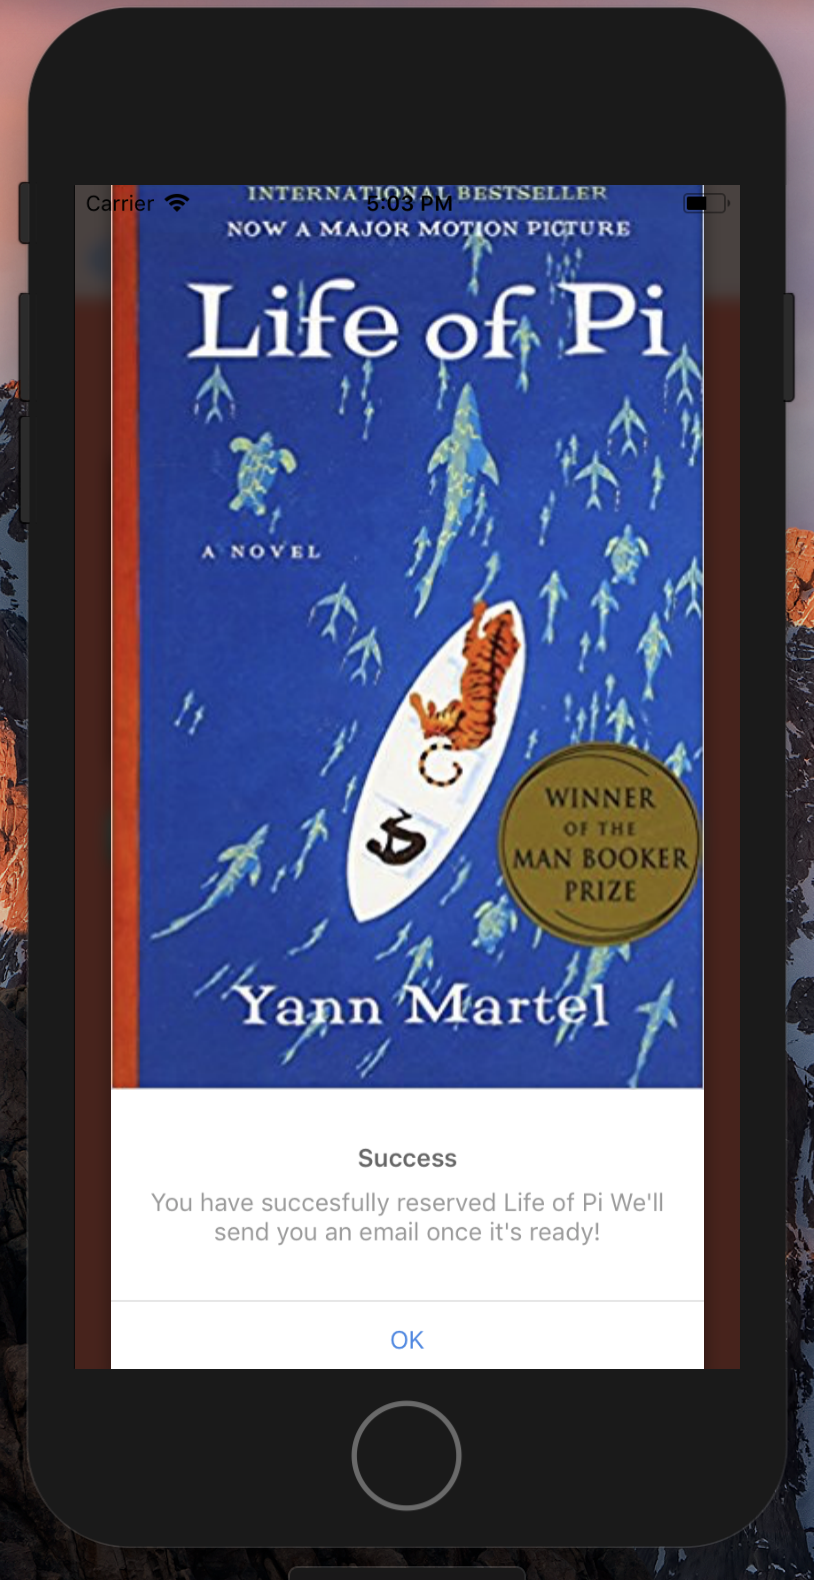 Carrier
5:03 PM
INTERNATIONAL BESTSELLER
NOW A MAJOR MOTION PICTURE
Life of Pi
A NOVEL
WINNER
OF THE
MAN BOOKER
PRIZE
Yann Martel
Success
You have succesfully reserved Life of Pi We'll
send you an email once it's ready!
OK